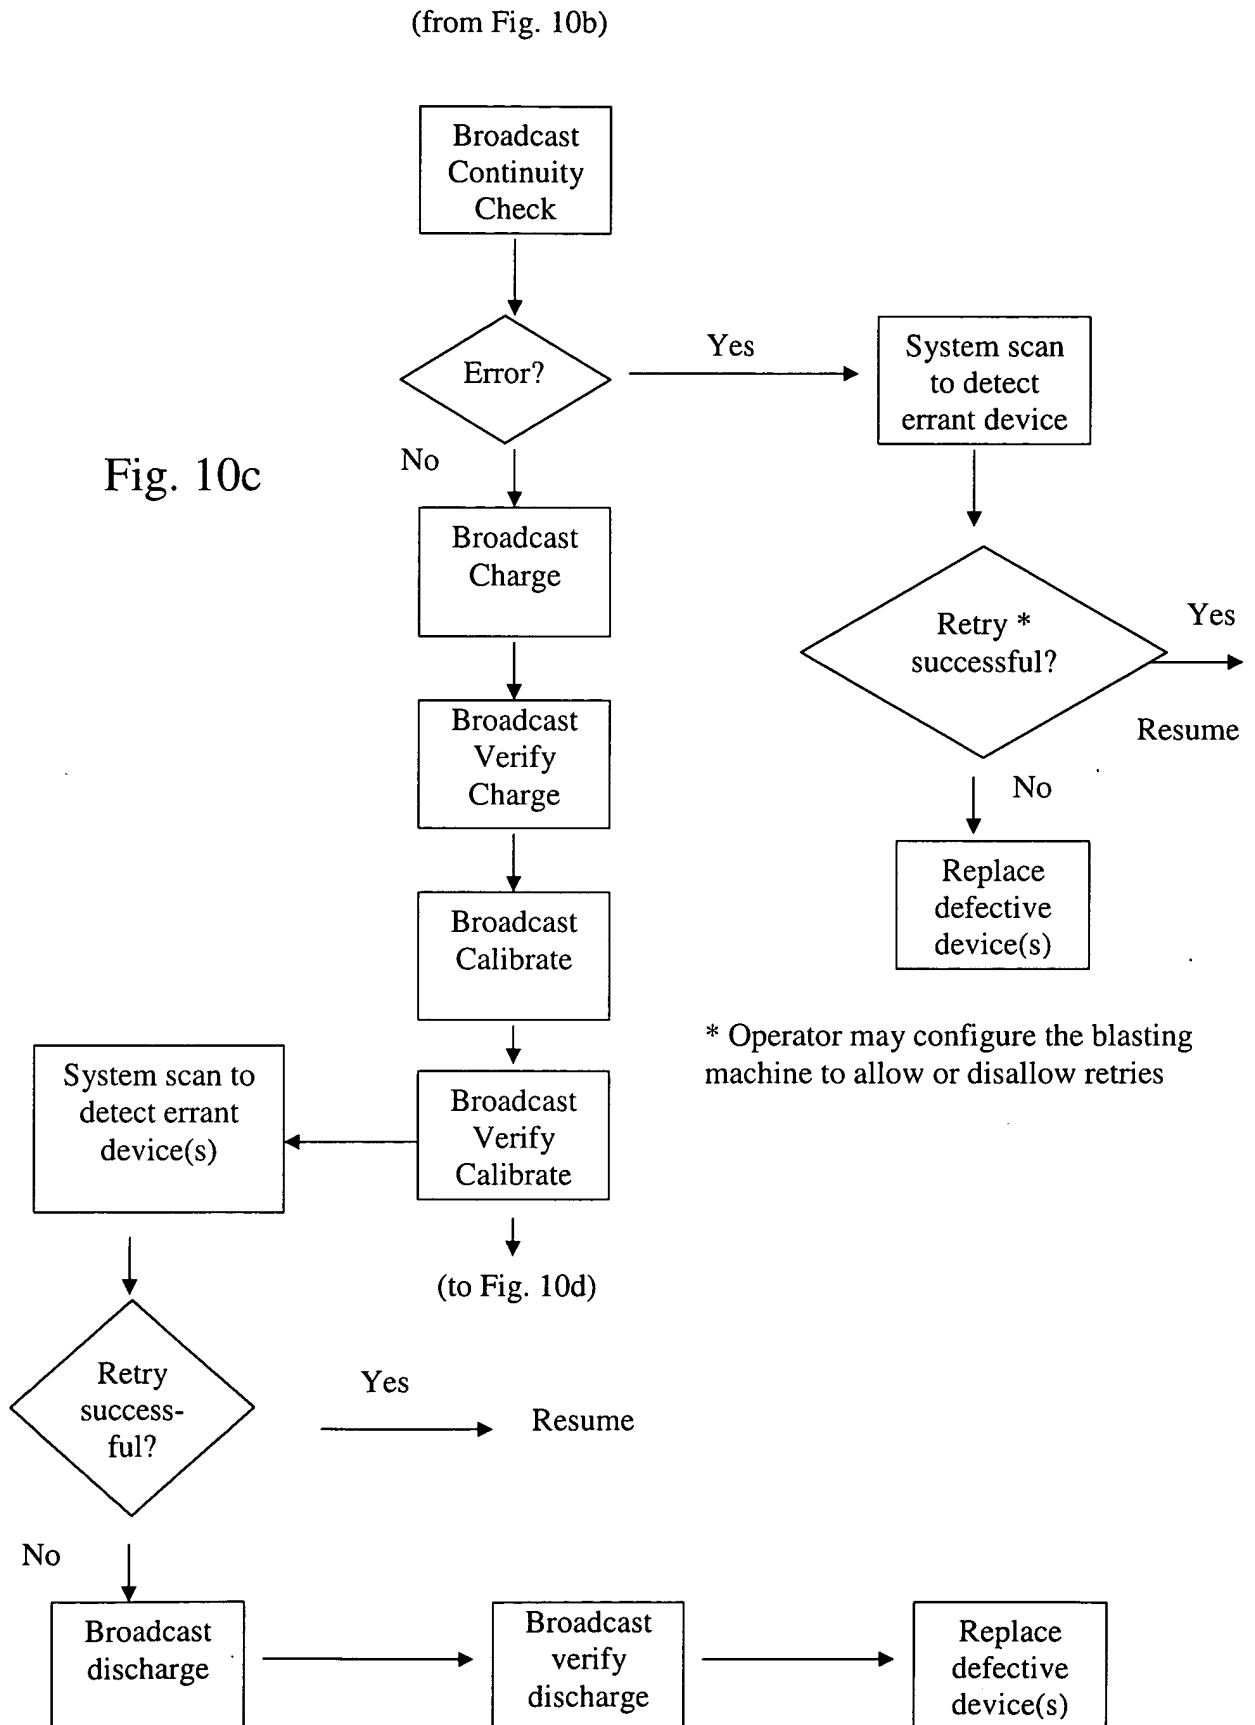 (from Fig. 10b)
Broadcast
Continuity
Check
Error?
Yes
System scan
to detect
errant device
No
Fig. 10c
Broadcast
Charge
Retry *
successful?
Yes
Resume
Broadcast
Verify
Charge
No
Replace
defective
device(s)
Broadcast
Calibrate
* Operator may configure the blasting
machine to allow or disallow retries
System scan to
detect errant
device(s)
Broadcast
Verify
Calibrate
(to Fig. 10d)
Retry
success-
ful?
Yes
Resume
No
Broadcast
discharge
Broadcast
verify
discharge
Replace
defective
device(s)